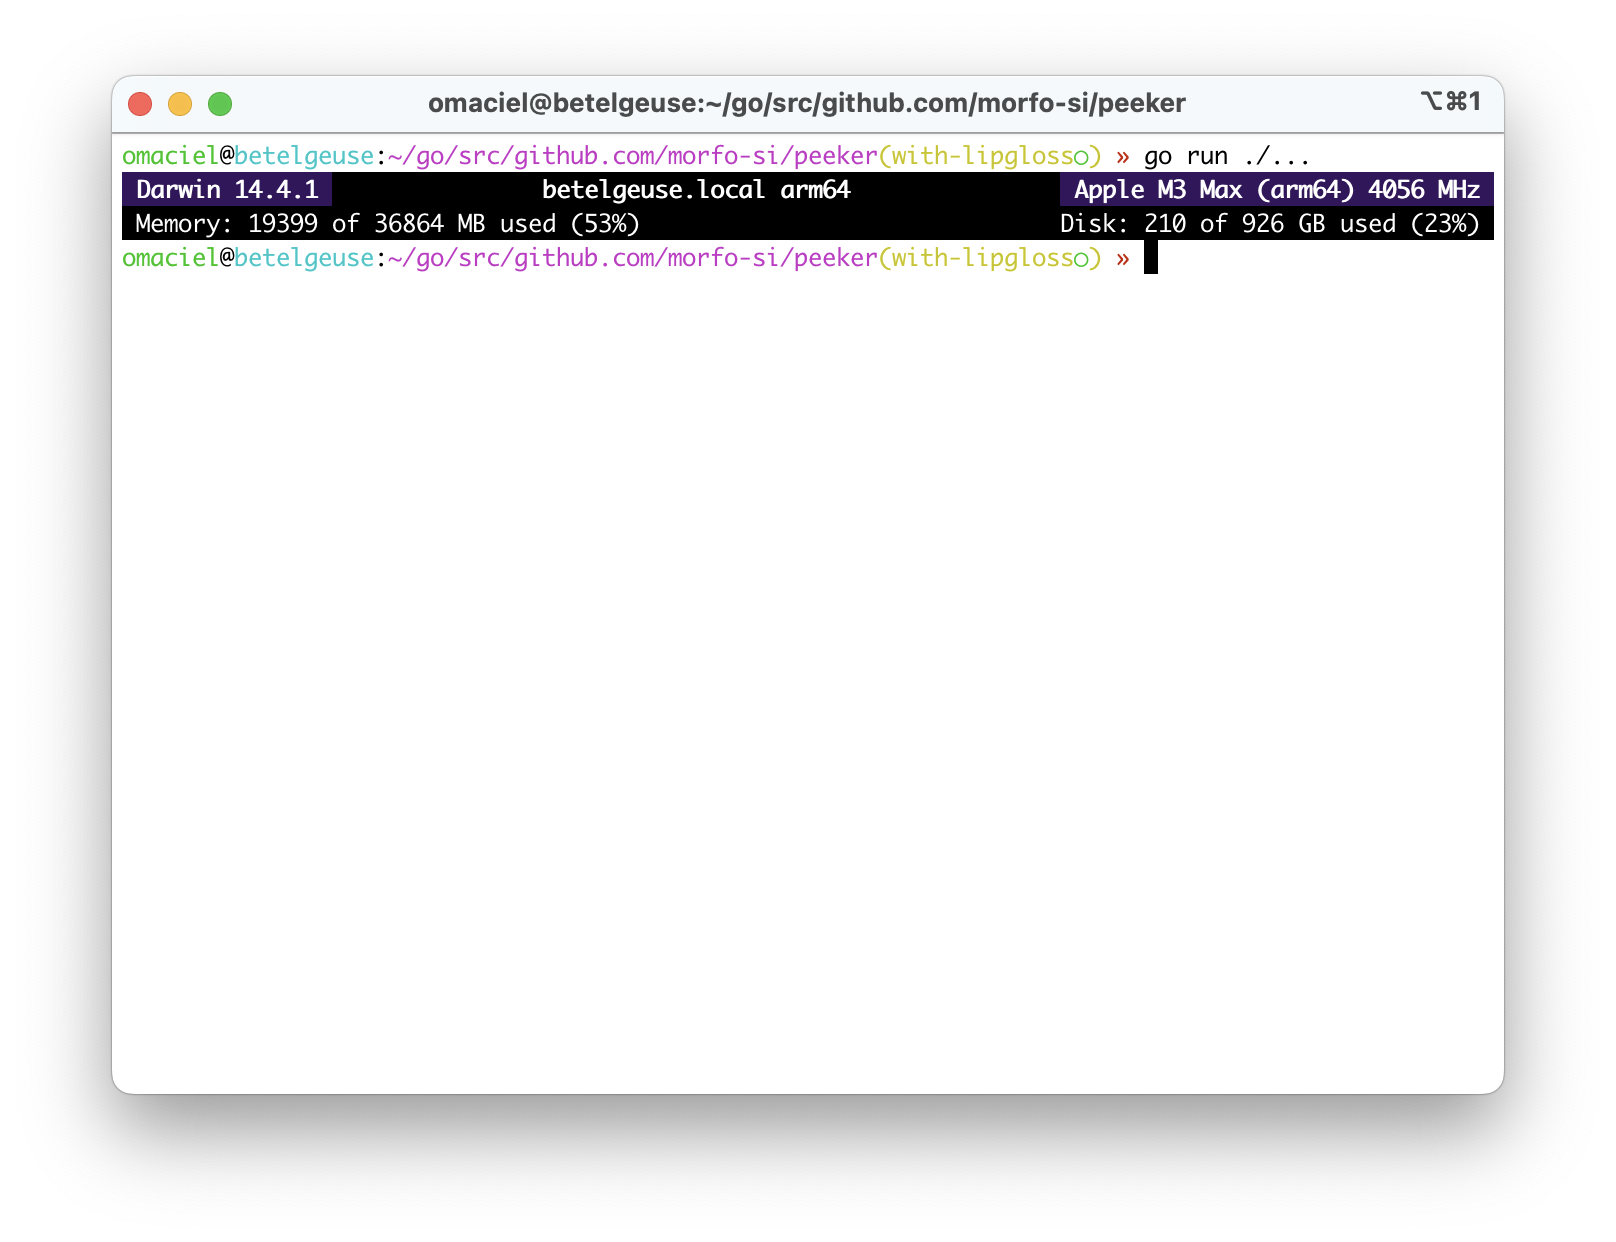 omaciel@betelgeuse:~/go/src/github.com/morfo-si/peeker ⌥⌘1
omaciel@betelgeuse:~/go/src/github.com/morfo-si/peeker(with-lipgloss○) » go run ./...
Darwin 14.4.1 betelgeuse.local arm64 Apple M3 Max (arm64) 4056 MHz
Memory: 19399 of 36864 MB used (53%) Disk: 210 of 926 GB used (23%)
omaciel@betelgeuse:~/go/src/github.com/morfo-si/peeker(with-lipgloss○) »